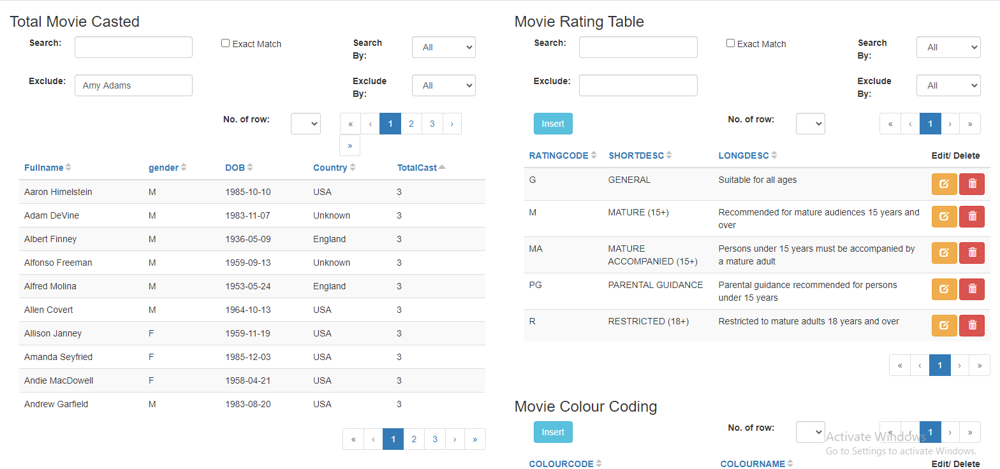 Total Movie Casted
Search:
Exact Match
Search
By:
All
Exclude:
Amy Adams
Exclude
By:
All
No. of row:
« ‹ 1 2 3 ›
»
Fullname gender DOB Country TotalCast
Aaron Himelstein M 1985-10-10 USA 3
Adam DeVine M 1983-11-07 Unknown 3
Albert Finney M 1936-05-09 England 3
Alfonso Freeman M 1959-09-13 Unknown 3
Alfred Molina M 1953-05-24 England 3
Allen Covert M 1964-10-13 USA 3
Allison Janney F 1959-11-19 USA 3
Amanda Seyfried F 1985-12-03 USA 3
Andie MacDowell F 1958-04-21 USA 3
Andrew Garfield M 1983-08-20 USA 3
« ‹ 1 2 3 › »
Movie Rating Table
Search:
Exact Match
Search
By:
All
Exclude:
Exclude
By:
All
Insert
No. of row:
« ‹ 1 › »
RATINGCODE SHORTDESC LONGDESC Edit/ Delete
G GENERAL Suitable for all ages
M MATURE (15+) Recommended for mature audiences 15 years and
over
MA MATURE Persons under 15 years must be accompanied by
ACCOMPANIED (15+) a mature adult
PG PARENTAL GUIDANCE Parental guidance recommended for persons
under 15 years
R RESTRICTED (18+) Restricted to mature adults 18 years and over
« ‹ 1 › »
Movie Colour Coding
Insert
No. of row:
« ‹ 1 › »
Activate Windows
Go to Settings to activate Windows.
COLOURCODE COLOURNAME Edit/ Delete